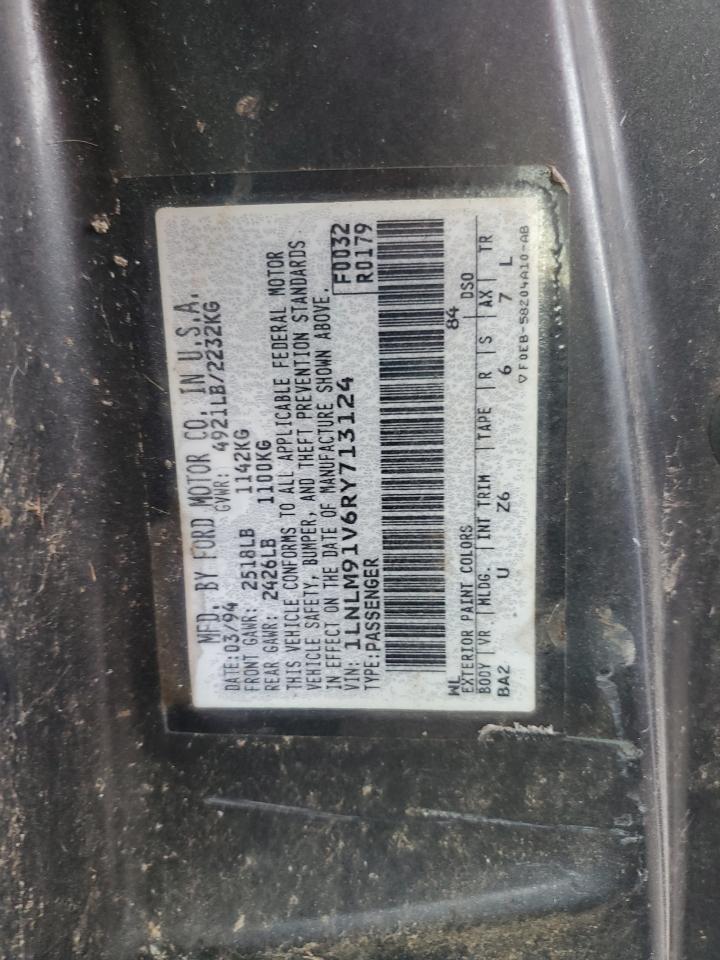 MFD. BY FORD MOTOR CO. IN U.S.A.
DATE: 03/94 GVWR: 4921LB/2232KG
FRONT GAWR: 2518LB 1142KG
REAR GAWR: 2426LB 1100KG
THIS VEHICLE CONFORMS TO ALL APPLICABLE FEDERAL MOTOR
VEHICLE SAFETY, BUMPER, AND THEFT PREVENTION STANDARDS
IN EFFECT ON THE DATE OF MANUFACTURE SHOWN ABOVE.
VIN: 1LNLM91V6RY713124 F0032
TYPE: PASSENGER R0179
WL 84
EXTERIOR PAINT COLORS DSO
BODY VR. MLDG. INT TRIM TAPE R S AX TR
BA2 U Z6 6 7 L
▽ F0EB-58204A10-AB